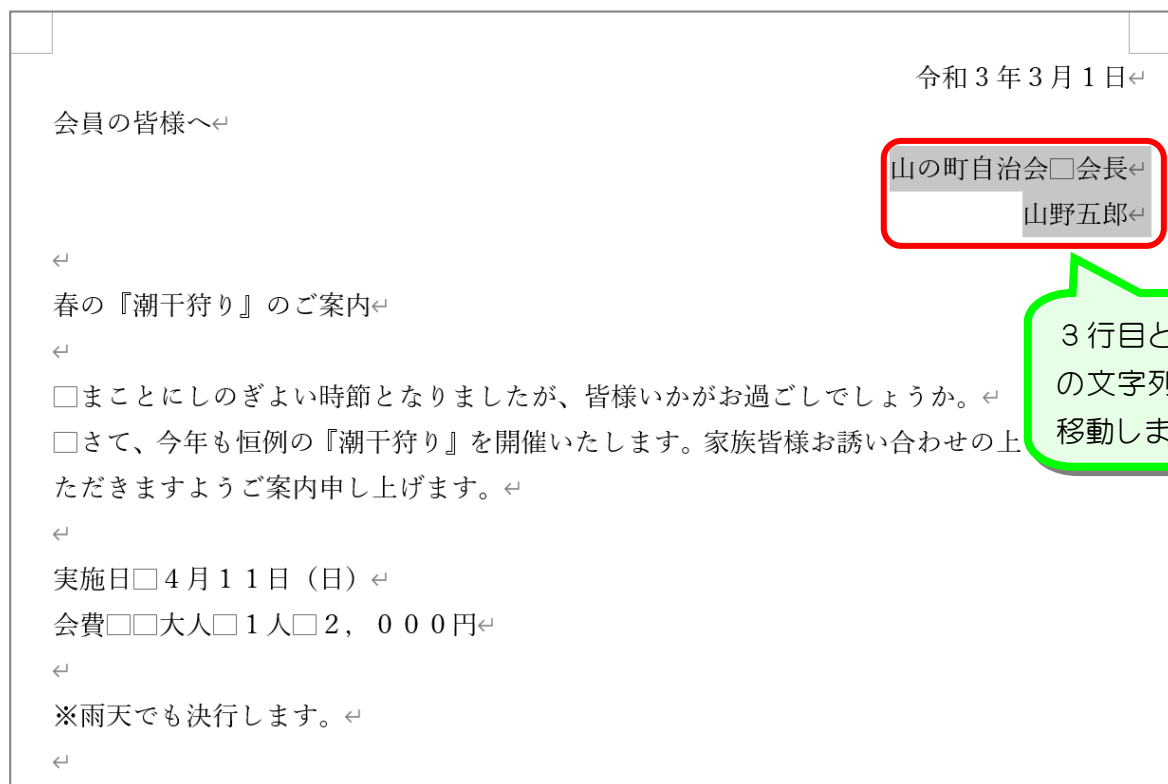 令和３年３月１日↵
会員の皆様へ↵
山の町自治会□会長↵
山野五郎↵
↵
春の『潮干狩り』のご案内↵
↵
□まことにしのぎよい時節となりましたが、皆様いかがお過ごしでしょうか。↵
□さて、今年も恒例の『潮干狩り』を開催いたします。家族皆様お誘い合わせの上
ただきますようご案内申し上げます。↵
↵
実施日□４月１１日（日）↵
会費□□大人□１人□２，０００円↵
↵
※雨天でも決行します。↵
↵
３行目と
の文字列
移動しま